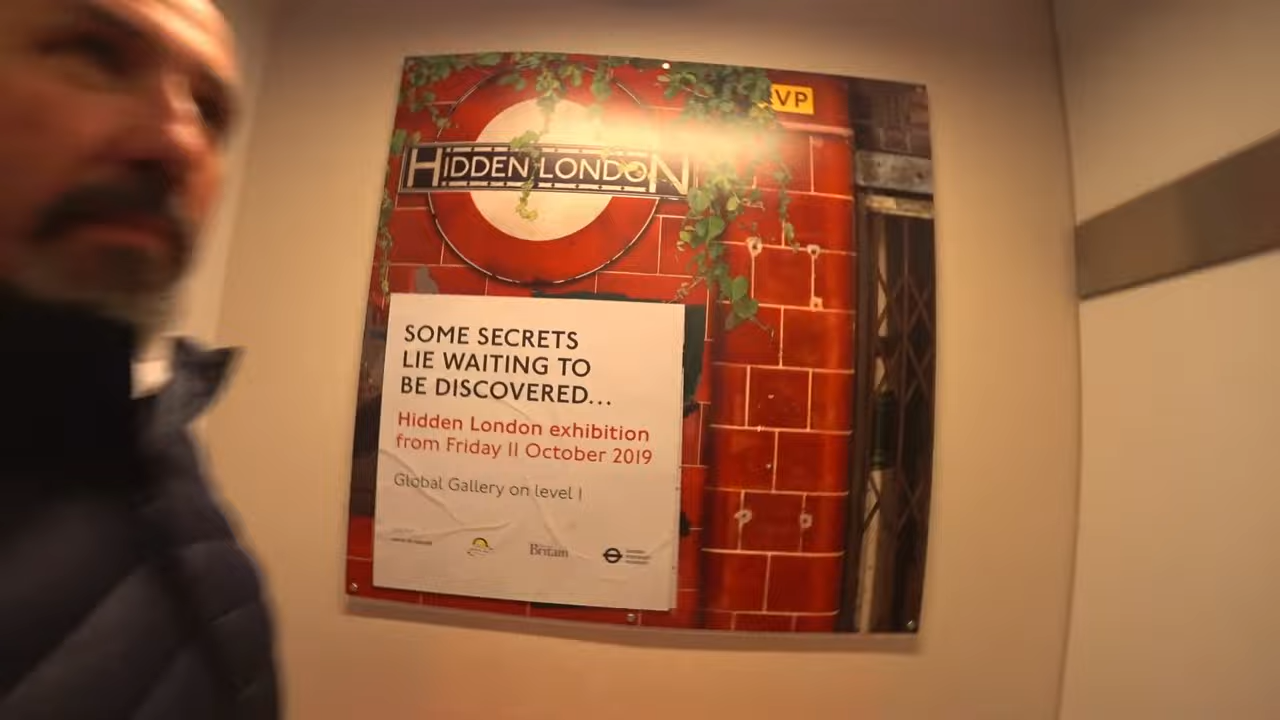 VP
HIDDEN LONDON
SOME SECRETS
LIE WAITING TO
BE DISCOVERED...
Hidden London exhibition
from Friday 11 October 2019
Global Gallery on level 1
Britain